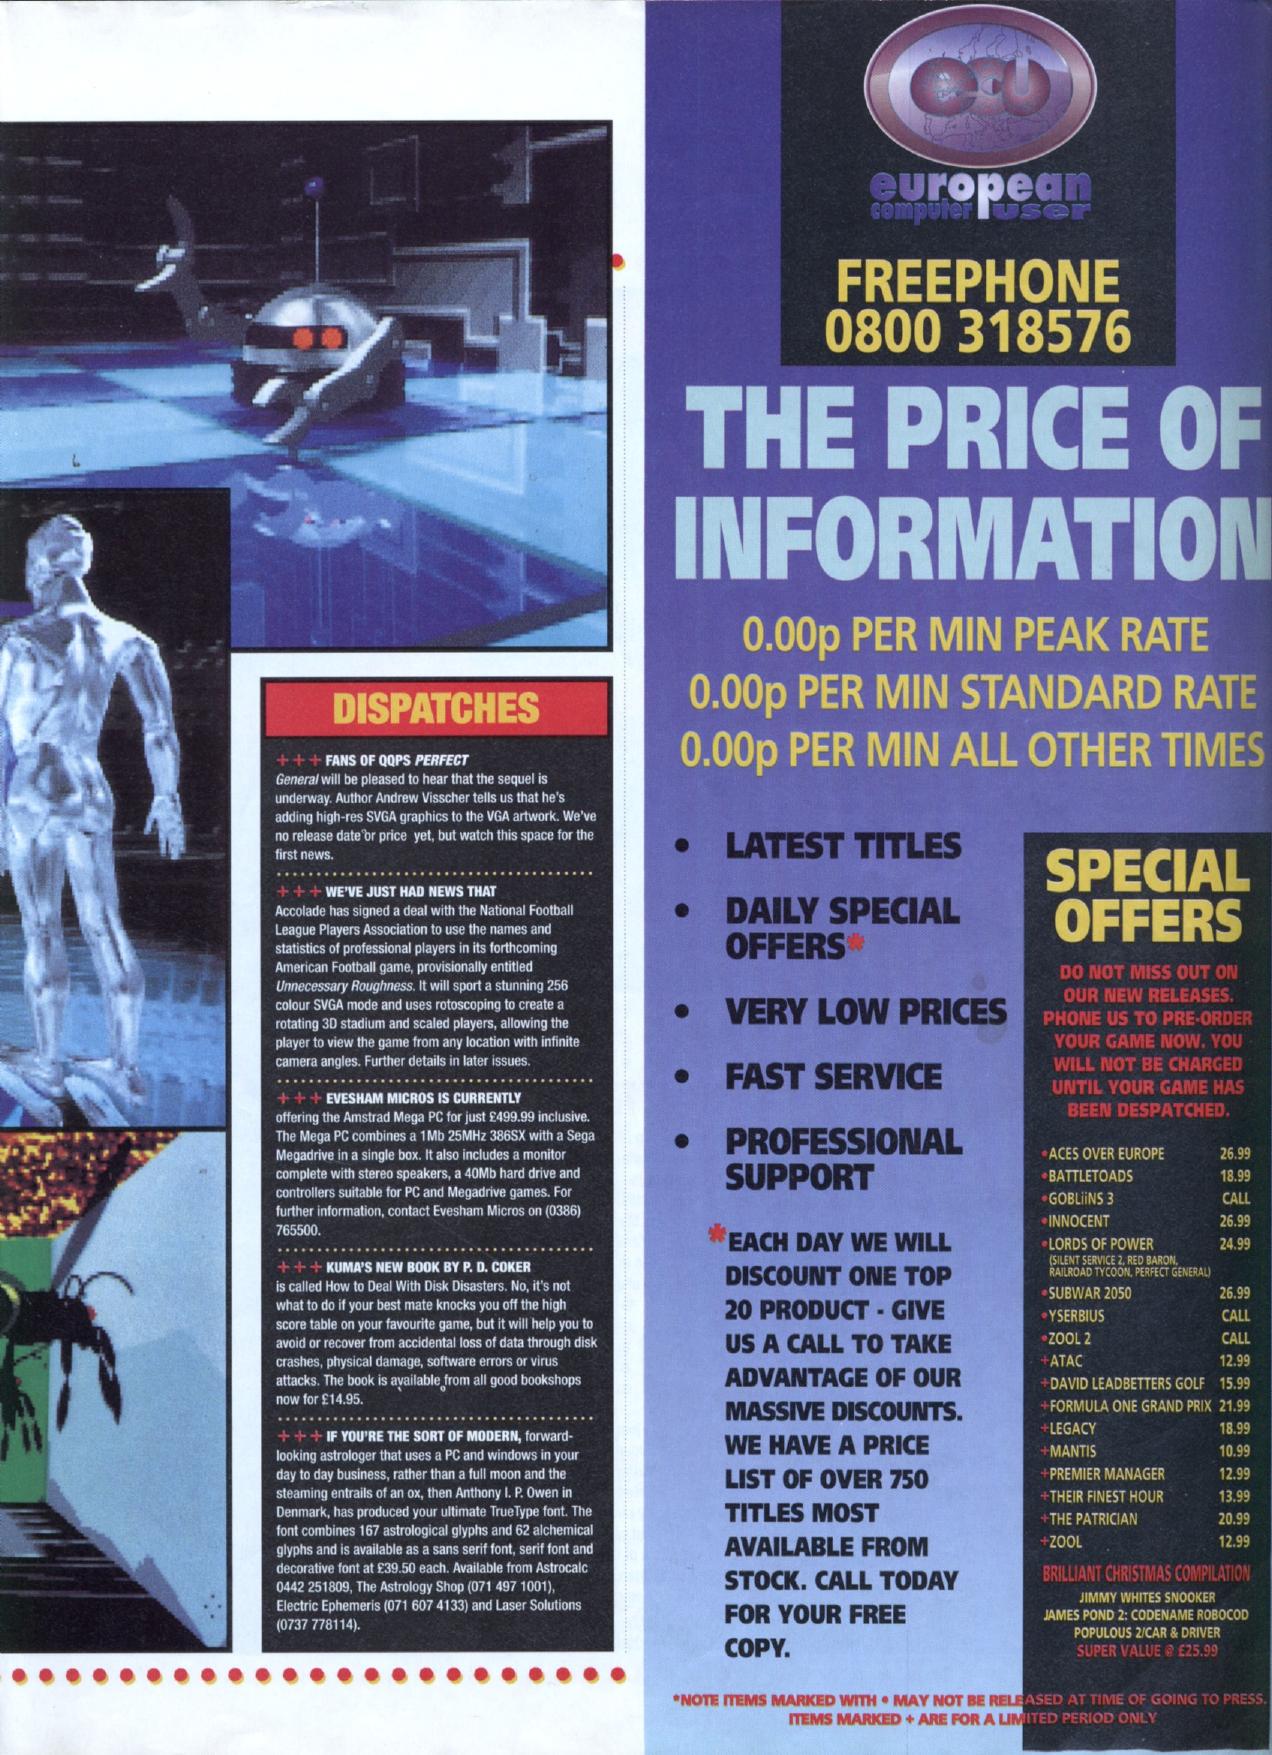 DISPATCHES
+++ FANS OF QQPS PERFECT
General will be pleased to hear that the sequel is
underway. Author Andrew Visscher tells us that he's
adding high-res SVGA graphics to the VGA artwork. We've
no release date or price yet, but watch this space for the
first news.
+++ WE'VE JUST HAD NEWS THAT
Accolade has signed a deal with the National Football
League Players Association to use the names and
statistics of professional players in its forthcoming
American Football game, provisionally entitled
Unnecessary Roughness. It will sport a stunning 256
colour SVGA mode and uses rotoscoping to create a
rotating 3D stadium and scaled players, allowing the
player to view the game from any location with infinite
camera angles. Further details in later issues.
+++ EVESHAM MICROS IS CURRENTLY
offering the Amstrad Mega PC for just £499.99 inclusive.
The Mega PC combines a 1Mb 25MHz 386SX with a Sega
Megadrive in a single box. It also includes a monitor
complete with stereo speakers, a 40Mb hard drive and
controllers suitable for PC and Megadrive games. For
further information, contact Evesham Micros on (0386)
765500.
+++ KUMA'S NEW BOOK BY P. D. COKER
is called How to Deal With Disk Disasters. No, it's not
what to do if your best mate knocks you off the high
score table on your favourite game, but it will help you to
avoid or recover from accidental loss of data through disk
crashes, physical damage, software errors or virus
attacks. The book is available from all good bookshops
now for £14.95.
+++ IF YOU'RE THE SORT OF MODERN, forward-
looking astrologer that uses a PC and windows in your
day to day business, rather than a full moon and the
steaming entrails of an ox, then Anthony I. P. Owen in
Denmark, has produced your ultimate TrueType font. The
font combines 167 astrological glyphs and 62 alchemical
glyphs and is available as a sans serif font, serif font and
decorative font at £39.50 each. Available from Astrocalc
0442 251809, The Astrology Shop (071 497 1001),
Electric Ephemeris (071 607 4133) and Laser Solutions
(0737 778114).
ecu
european
computer user
FREEPHONE
0800 318576
THE PRICE OF
INFORMATION
0.00p PER MIN PEAK RATE
0.00p PER MIN STANDARD RATE
0.00p PER MIN ALL OTHER TIMES
• LATEST TITLES
• DAILY SPECIAL
OFFERS*
• VERY LOW PRICES
• FAST SERVICE
• PROFESSIONAL
SUPPORT
*EACH DAY WE WILL
DISCOUNT ONE TOP
20 PRODUCT - GIVE
US A CALL TO TAKE
ADVANTAGE OF OUR
MASSIVE DISCOUNTS.
WE HAVE A PRICE
LIST OF OVER 750
TITLES MOST
AVAILABLE FROM
STOCK. CALL TODAY
FOR YOUR FREE
COPY.
SPECIAL
OFFERS
DO NOT MISS OUT ON
OUR NEW RELEASES.
PHONE US TO PRE-ORDER
YOUR GAME NOW. YOU
WILL NOT BE CHARGED
UNTIL YOUR GAME HAS
BEEN DESPATCHED.
•ACES OVER EUROPE 26.99
•BATTLETOADS 18.99
•GOBLiiNS 3 CALL
•INNOCENT 26.99
•LORDS OF POWER 24.99
(SILENT SERVICE 2, RED BARON,
RAILROAD TYCOON, PERFECT GENERAL)
•SUBWAR 2050 26.99
•YSERBIUS CALL
•ZOOL 2 CALL
+ATAC 12.99
+DAVID LEADBETTERS GOLF 15.99
+FORMULA ONE GRAND PRIX 21.99
+LEGACY 18.99
+MANTIS 10.99
+PREMIER MANAGER 12.99
+THEIR FINEST HOUR 13.99
+THE PATRICIAN 20.99
+ZOOL 12.99
BRILLIANT CHRISTMAS COMPILATION
JIMMY WHITES SNOOKER
JAMES POND 2: CODENAME ROBOCOD
POPULOUS 2/CAR & DRIVER
SUPER VALUE @ £25.99
*NOTE ITEMS MARKED WITH • MAY NOT BE RELEASED AT TIME OF GOING TO PRESS.
ITEMS MARKED + ARE FOR A LIMITED PERIOD ONLY